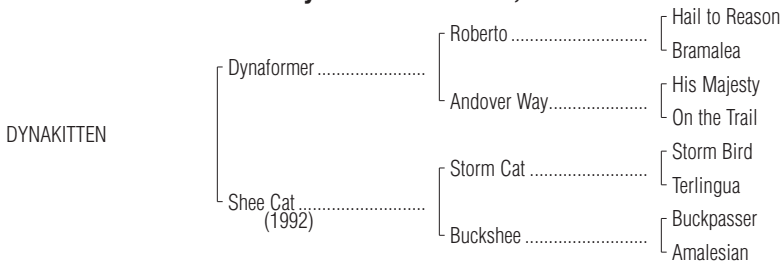 Hail to Reason
Roberto ............................
Bramalea
Dynaformer .......................
His Majesty
Andover Way.....................
On the Trail
DYNAKITTEN
Storm Bird
Storm Cat .........................
Terlingua
Shee Cat ...........................
(1992)
Buckpasser
Buckshee ..........................
Amalesian